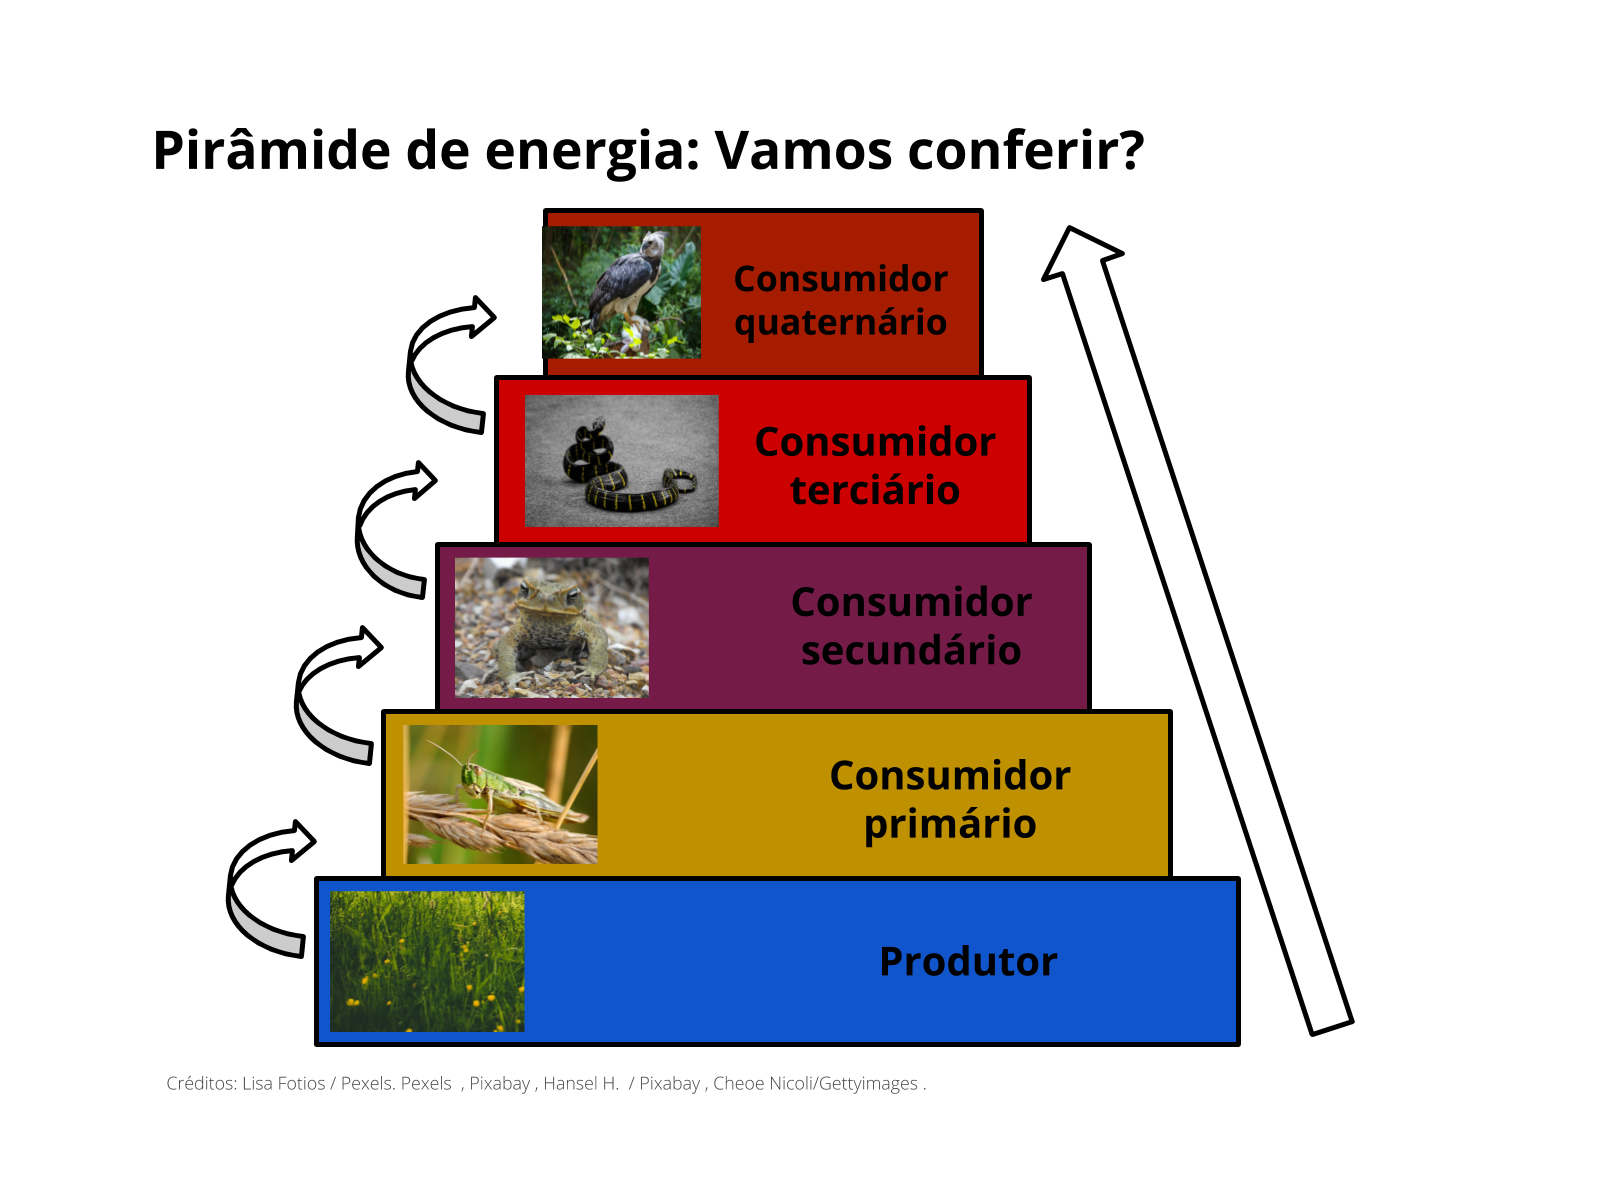 Pirâmide de energia: Vamos conferir?
Consumidor
quaternário
Consumidor
terciário
Consumidor
secundário
Consumidor
primário
Produtor
Créditos: Lisa Fotios / Pexels. Pexels  , Pixabay , Hansel H.  / Pixabay , Cheoe Nicoli/Gettyimages .